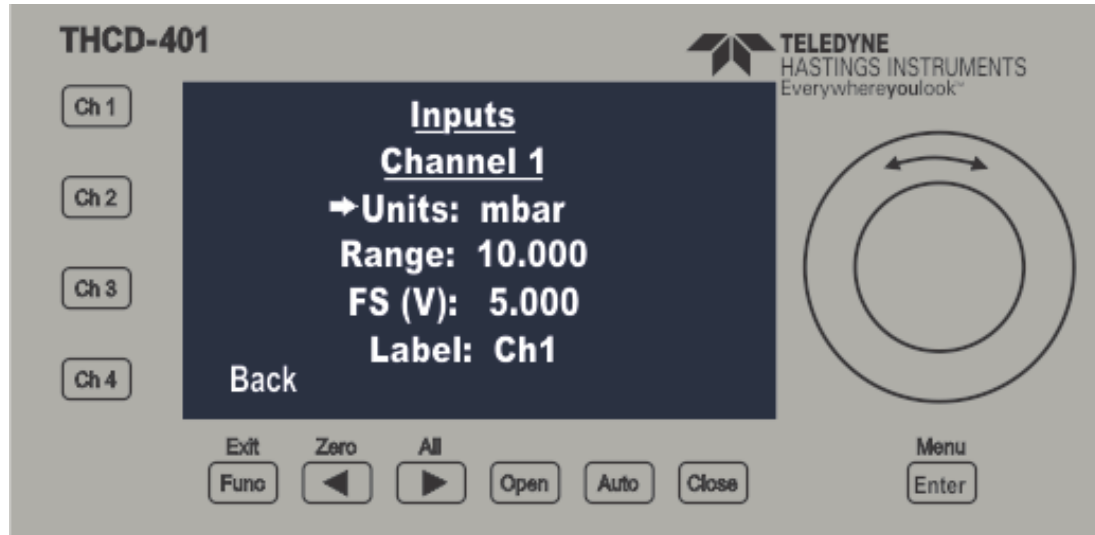 THCD-401
TELEDYNE
HASTINGS INSTRUMENTS
Everywhereyoulook™
Ch 1
Ch 2
Ch 3
Ch 4
Inputs
Channel 1
➡Units: mbar
Range: 10.000
FS (V): 5.000
Label: Ch1
Back
Exit Zero All Menu
Func ◀ ▶ Open Auto Close Enter